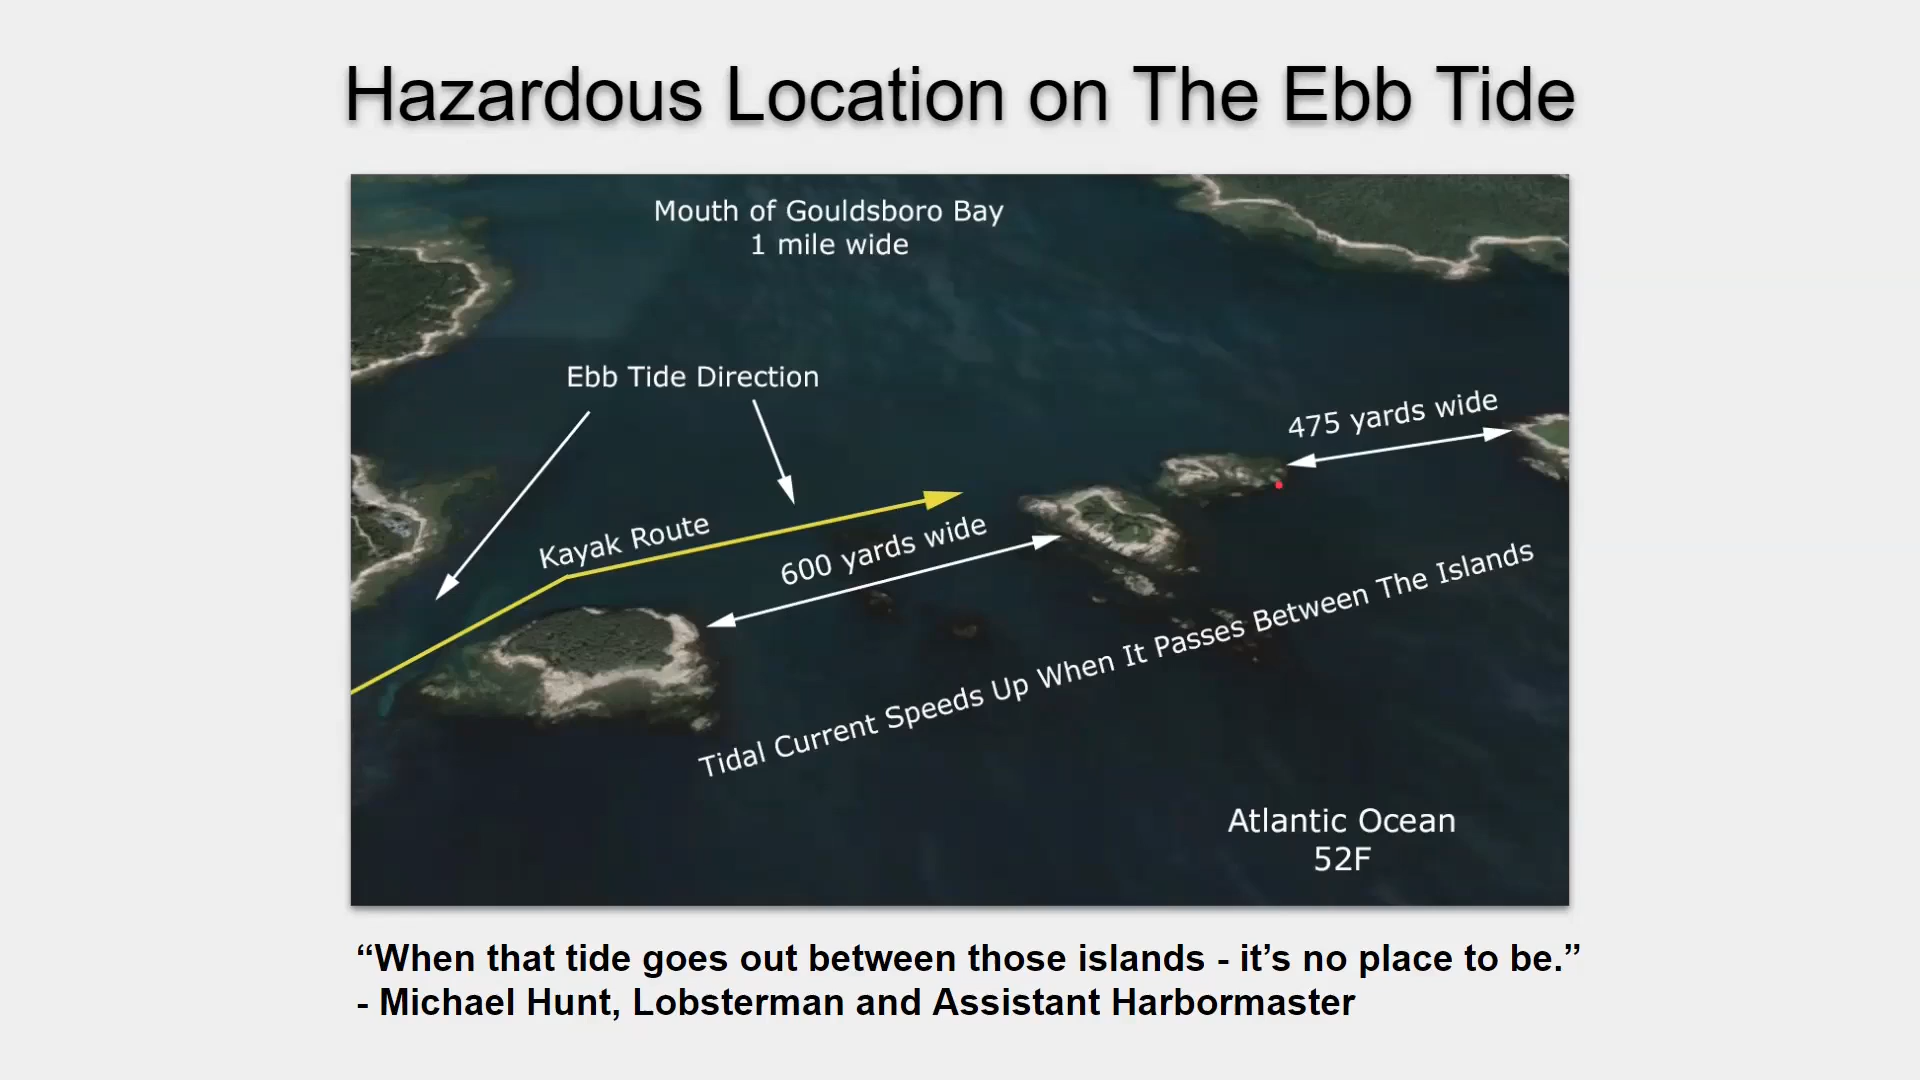 Hazardous Location on The Ebb Tide
Mouth of Gouldsboro Bay
1 mile wide
Ebb Tide Direction
475 yards wide
Kayak Route
600 yards wide
Tidal Current Speeds Up When It Passes Between The Islands
Atlantic Ocean
52F
“When that tide goes out between those islands - it’s no place to be.”
- Michael Hunt, Lobsterman and Assistant Harbormaster